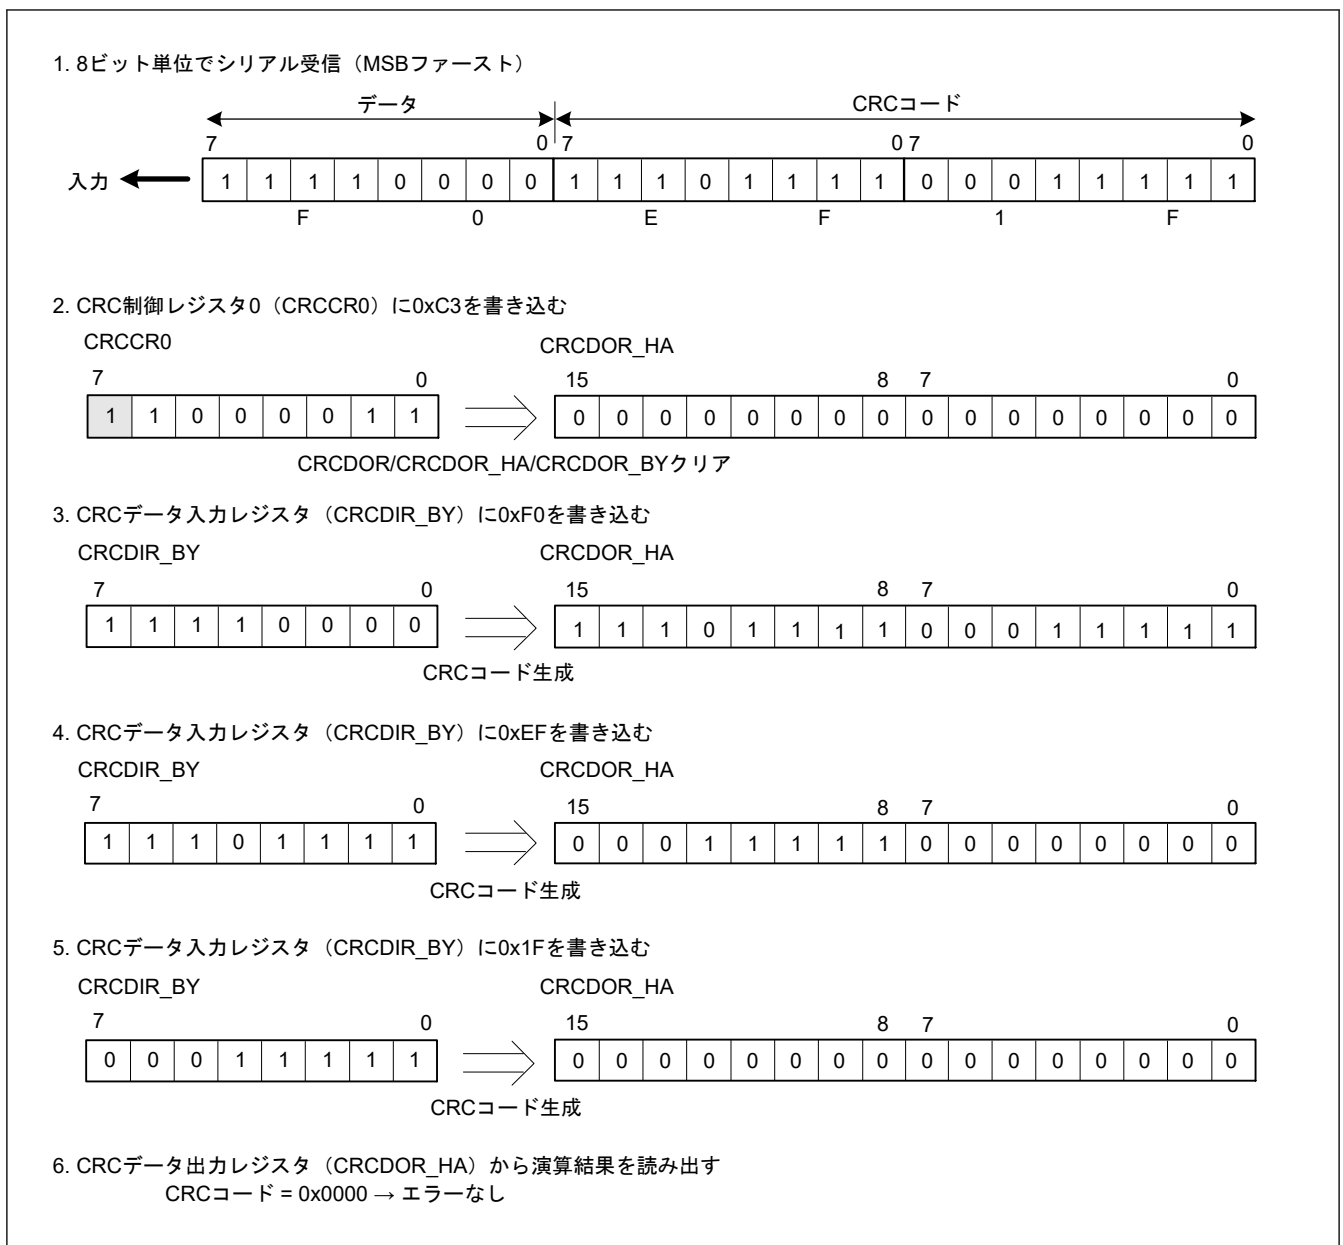 1. 8ビット単位でシリアル受信（MSBファースト）
データ CRCコード
7 0 7 0 7 0
入力 1 1 1 1 0 0 0 0 1 1 1 0 1 1 1 1 0 0 0 1 1 1 1 1
F 0 E F 1 F
2. CRC制御レジスタ0（CRCCR0）に0xC3を書き込む
CRCCR0 CRCDOR_HA
7 0 15 8 7 0
1 1 0 0 0 0 1 1 0 0 0 0 0 0 0 0 0 0 0 0 0 0 0 0
CRCDOR/CRCDOR_HA/CRCDOR_BYクリア
3. CRCデータ入力レジスタ（CRCDIR_BY）に0xF0を書き込む
CRCDIR_BY CRCDOR_HA
7 0 15 8 7 0
1 1 1 1 0 0 0 0 1 1 1 0 1 1 1 1 0 0 0 1 1 1 1 1
CRCコード生成
4. CRCデータ入力レジスタ（CRCDIR_BY）に0xEFを書き込む
CRCDIR_BY CRCDOR_HA
7 0 15 8 7 0
1 1 1 0 1 1 1 1 0 0 0 1 1 1 1 1 0 0 0 0 0 0 0 0
CRCコード生成
5. CRCデータ入力レジスタ（CRCDIR_BY）に0x1Fを書き込む
CRCDIR_BY CRCDOR_HA
7 0 15 8 7 0
0 0 0 1 1 1 1 1 0 0 0 0 0 0 0 0 0 0 0 0 0 0 0 0
CRCコード生成
6. CRCデータ出力レジスタ（CRCDOR_HA）から演算結果を読み出す
CRCコード = 0x0000 → エラーなし